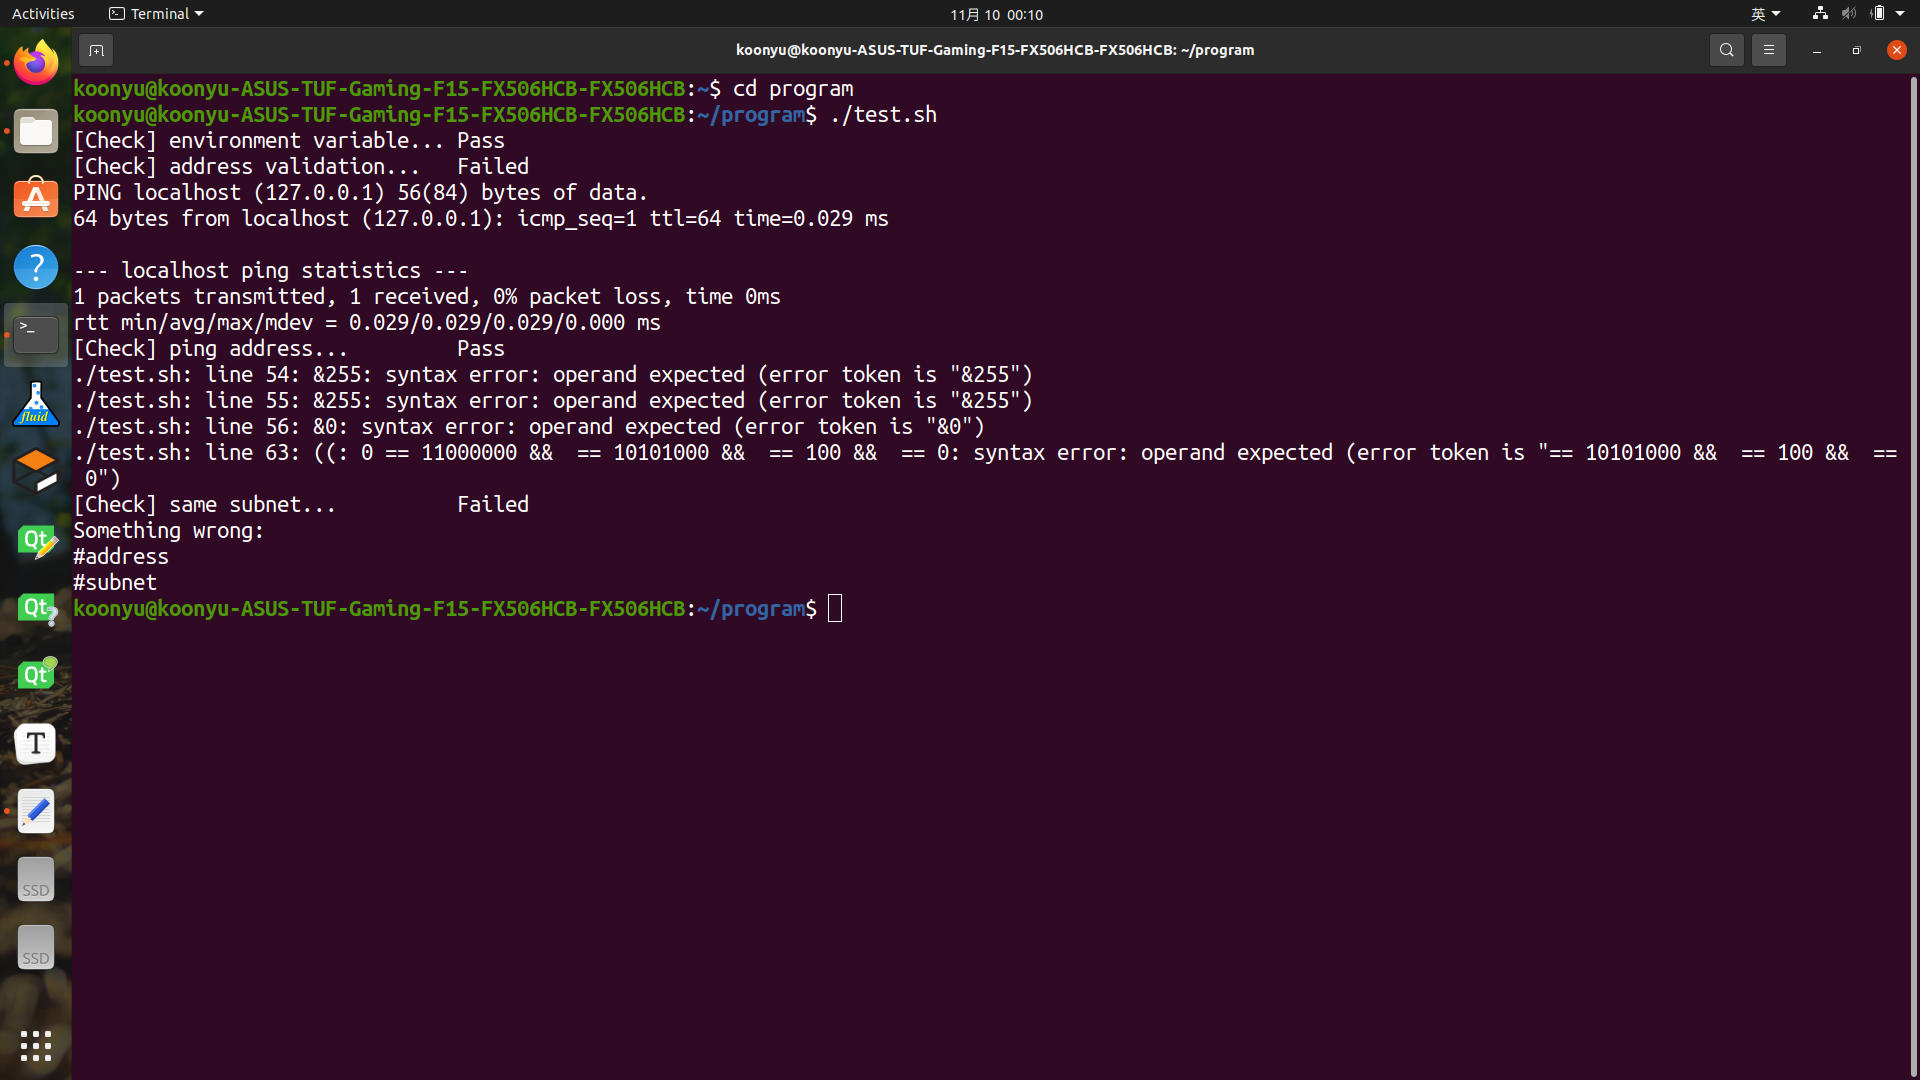 Activities
Terminal
11月 10 00:10
英
koonyu@koonyu-ASUS-TUF-Gaming-F15-FX506HCB-FX506HCB: ~/program
koonyu@koonyu-ASUS-TUF-Gaming-F15-FX506HCB-FX506HCB:~$ cd program
koonyu@koonyu-ASUS-TUF-Gaming-F15-FX506HCB-FX506HCB:~/program$ ./test.sh
[Check] environment variable... Pass
[Check] address validation...   Failed
PING localhost (127.0.0.1) 56(84) bytes of data.
64 bytes from localhost (127.0.0.1): icmp_seq=1 ttl=64 time=0.029 ms
--- localhost ping statistics ---
1 packets transmitted, 1 received, 0% packet loss, time 0ms
rtt min/avg/max/mdev = 0.029/0.029/0.029/0.000 ms
[Check] ping address...         Pass
./test.sh: line 54: &255: syntax error: operand expected (error token is "&255")
./test.sh: line 55: &255: syntax error: operand expected (error token is "&255")
./test.sh: line 56: &0: syntax error: operand expected (error token is "&0")
./test.sh: line 63: ((: 0 == 11000000 &&  == 10101000 &&  == 100 &&  == 0: syntax error: operand expected (error token is "== 10101000 &&  == 100 &&  ==
 0")
[Check] same subnet...          Failed
Something wrong:
#address
#subnet
koonyu@koonyu-ASUS-TUF-Gaming-F15-FX506HCB-FX506HCB:~/program$
?
>_
fluid
Qt
Qt
?
Qt
T
SSD
SSD